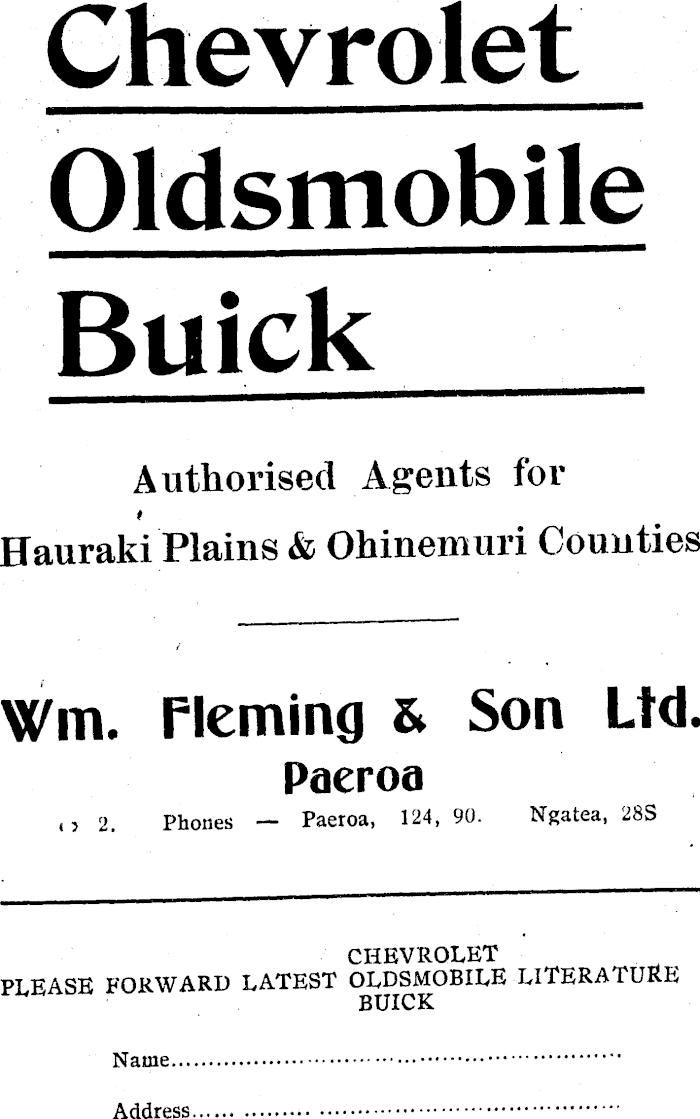 Chevrolet
Oldsmobile
Buick
Authorised Agents for
Hauraki Plains & Ohinemuri Counties
Wm. Fleming & Son Ltd.
Paeroa
2. Phones — Paeroa, 124, 90. Ngatea, 28S
CHEVROLET
PLEASE FORWARD LATEST OLDSMOBILE LITERATURE
BUICK
Name..............................................................
Address...... ......... ..........................................